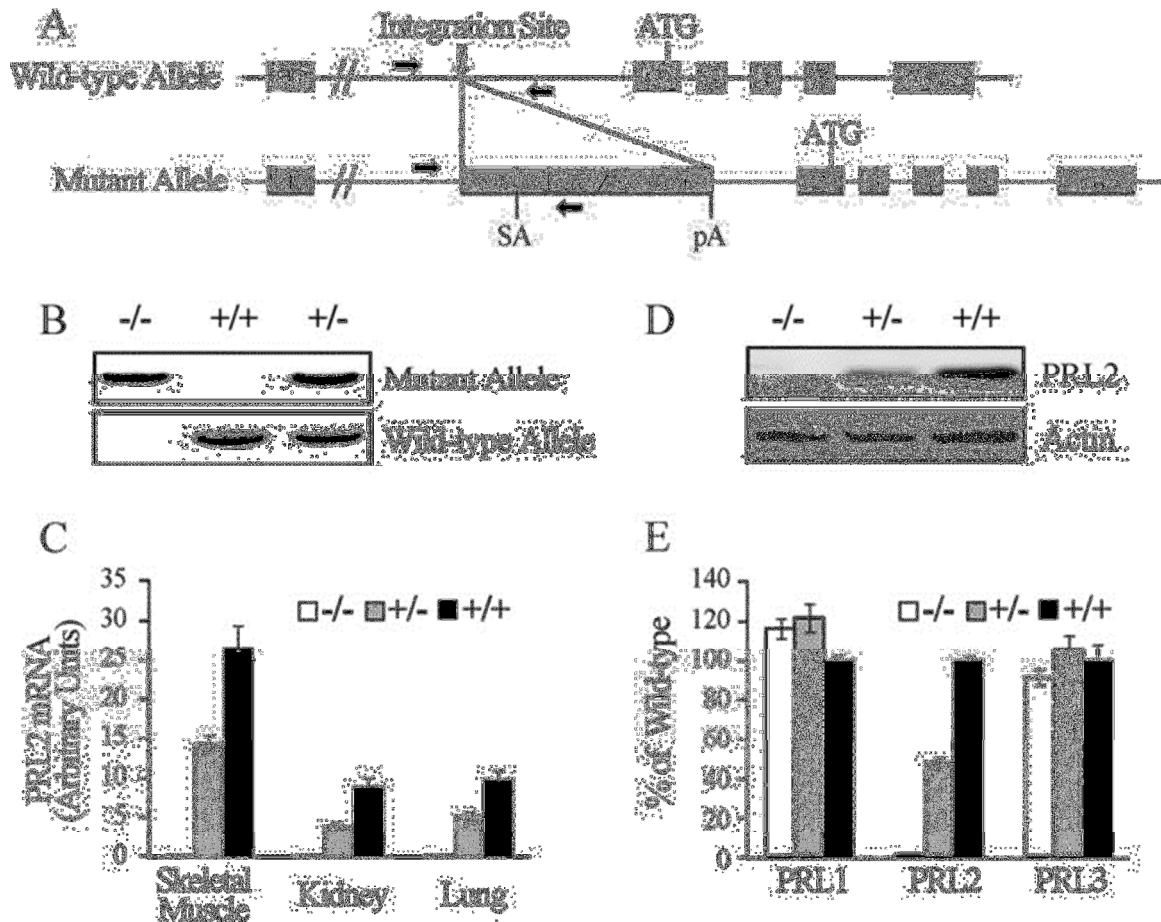 A
Integration Site
ATG
Wild-type Allele
ATG
Mutant Allele
SA
pA
B
-/- +/+ +/-
Mutant Allele
Wild-type Allele
D
-/- +/- +/+
PRL2
Actin
C
PRL2 mRNA
(Arbitrary Units)
35
30
25
20
15
10
5
0
-/- +/- +/+
Skeletal
Muscle
Kidney
Lung
E
% of Wild-type
140
120
100
80
60
40
20
0
-/- +/- +/+
PRL1
PRL2
PRL3